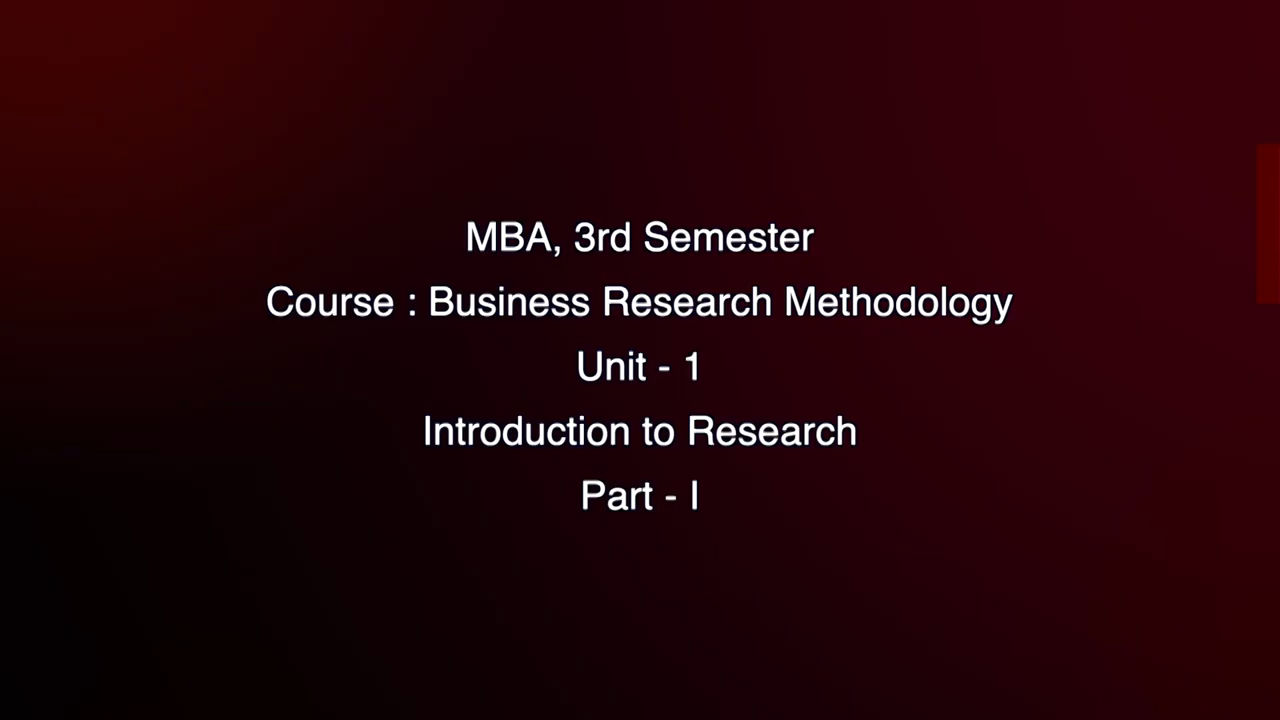 MBA, 3rd Semester
Course : Business Research Methodology
Unit - 1
Introduction to Research
Part - I